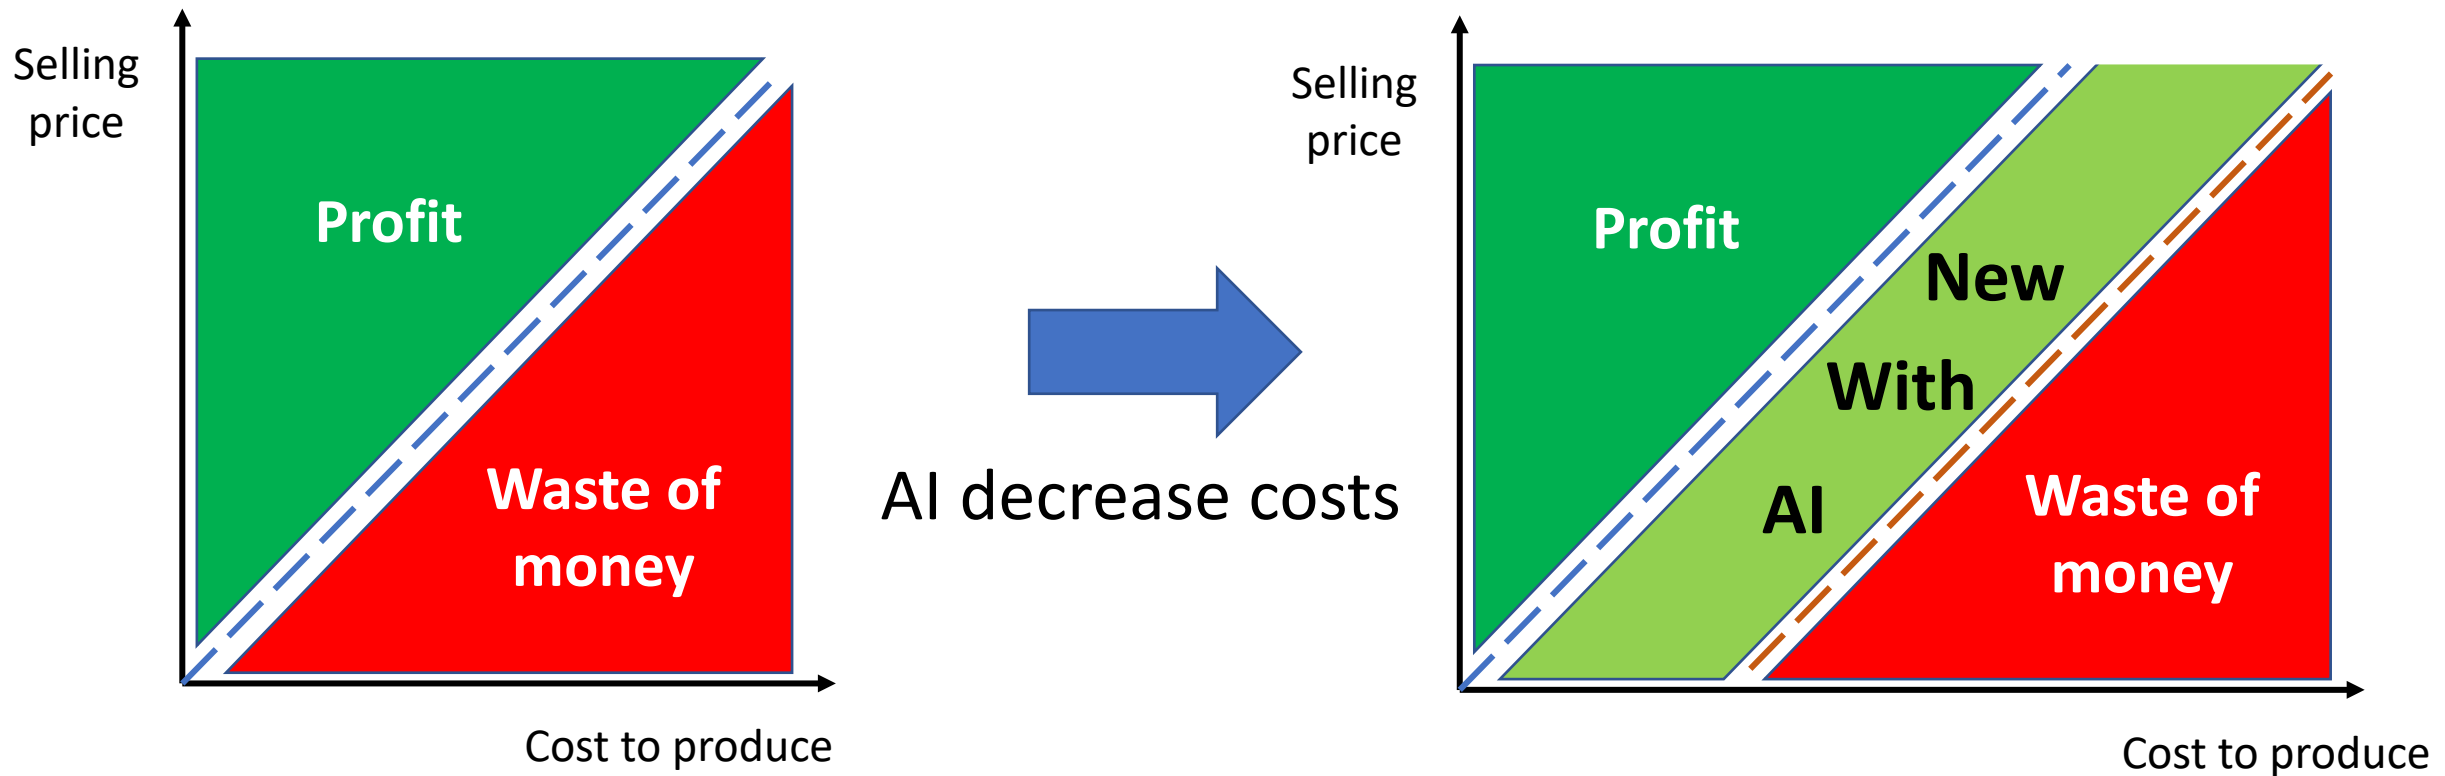 Selling
price
Profit
Waste of
money
Cost to produce
AI decrease costs
Selling
price
Profit
New
With
AI
Waste of
money
Cost to produce